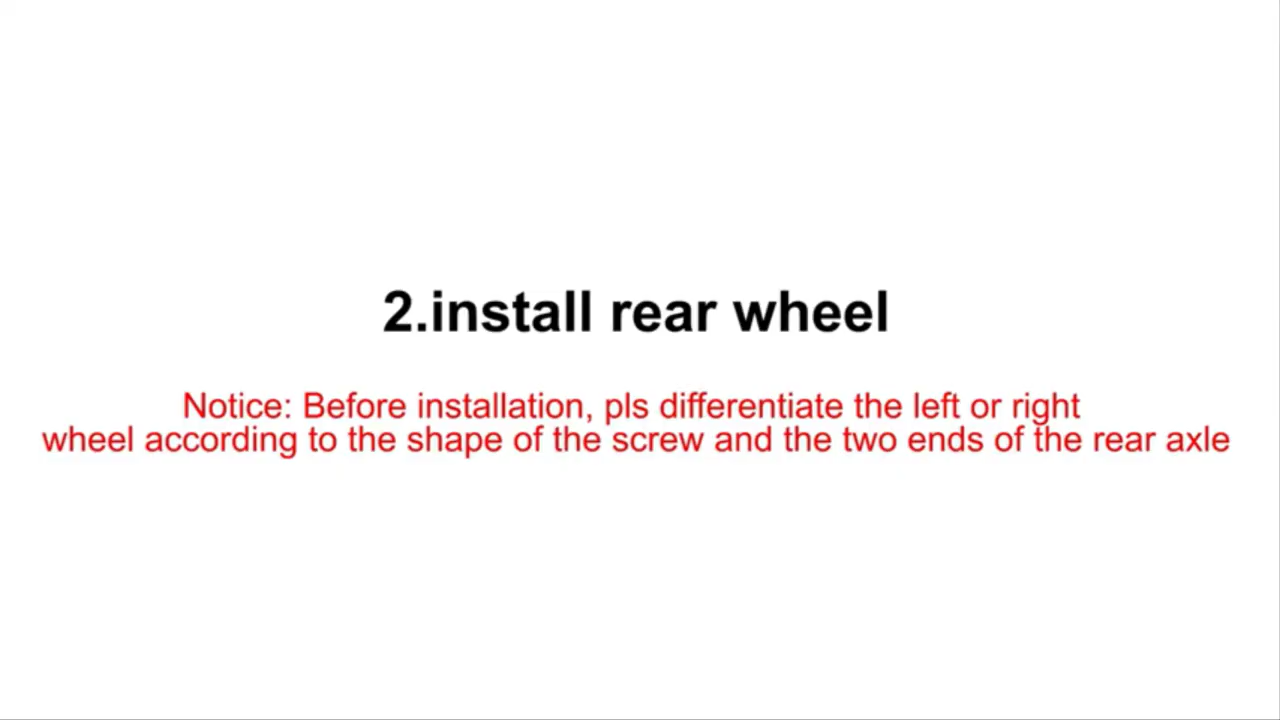 2.install rear wheel
Notice: Before installation, pls differentiate the left or right
wheel according to the shape of the screw and the two ends of the rear axle